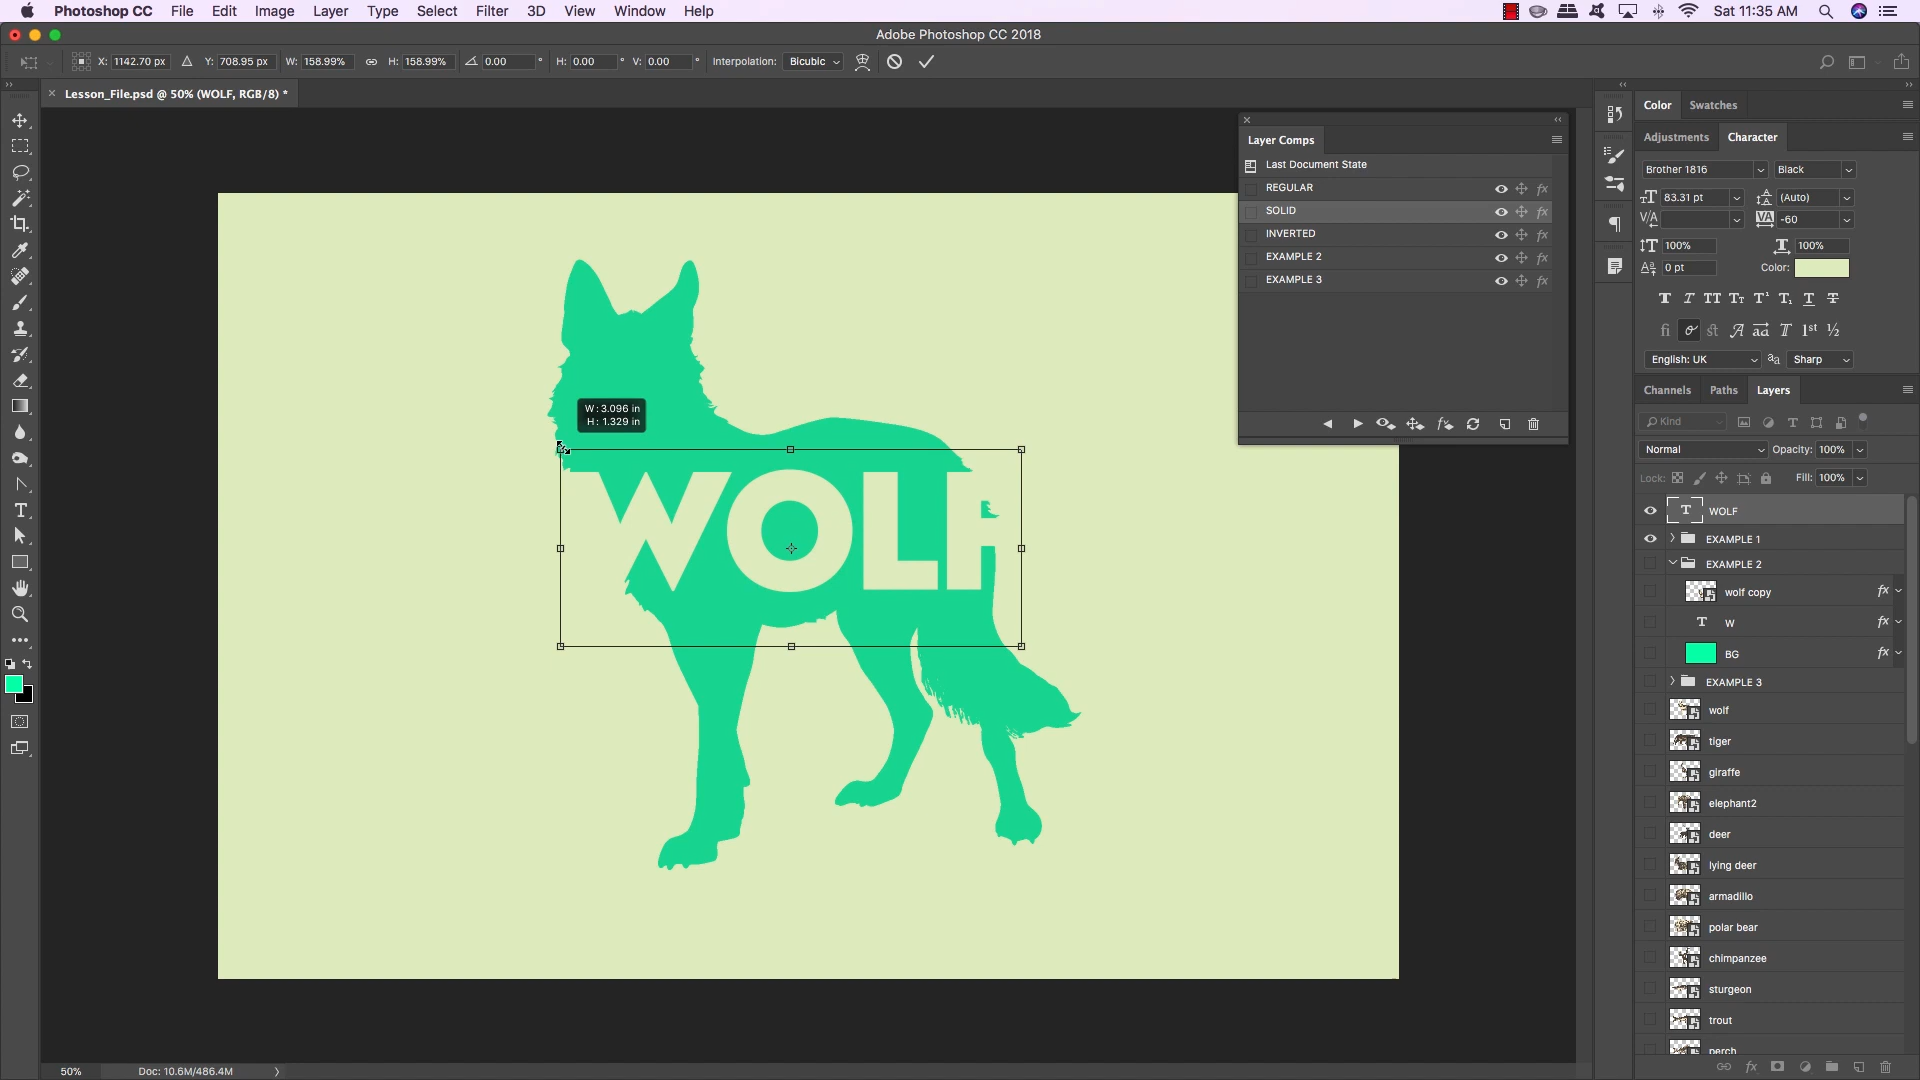 Photoshop CC File Edit Image Layer Type Select Filter 3D View Window Help Sat 11:35 AM
Adobe Photoshop CC 2018
X: 1142.70 px Y: 708.95 px W: 158.99% H: 158.99% 0.00 ° H: 0.00 ° V: 0.00 ° Interpolation: Bicubic
Lesson_File.psd @ 50% (WOLF, RGB/8) *
Layer Comps
Last Document State
REGULAR
SOLID
INVERTED
EXAMPLE 2
EXAMPLE 3
W: 3.096 in
H: 1.329 in
WOLF
Color Swatches
Adjustments Character
Brother 1816 Black
83.31 pt (Auto)
-60
100% 100%
0 pt Color:
English: UK Sharp
Channels Paths Layers
Kind
Normal Opacity: 100%
Lock: Fill: 100%
WOLF
EXAMPLE 1
EXAMPLE 2
wolf copy fx
W fx
BG fx
EXAMPLE 3
wolf
tiger
giraffe
elephant2
deer
lying deer
armadillo
polar bear
chimpanzee
sturgeon
trout
perch
50% Doc: 10.6M/486.4M